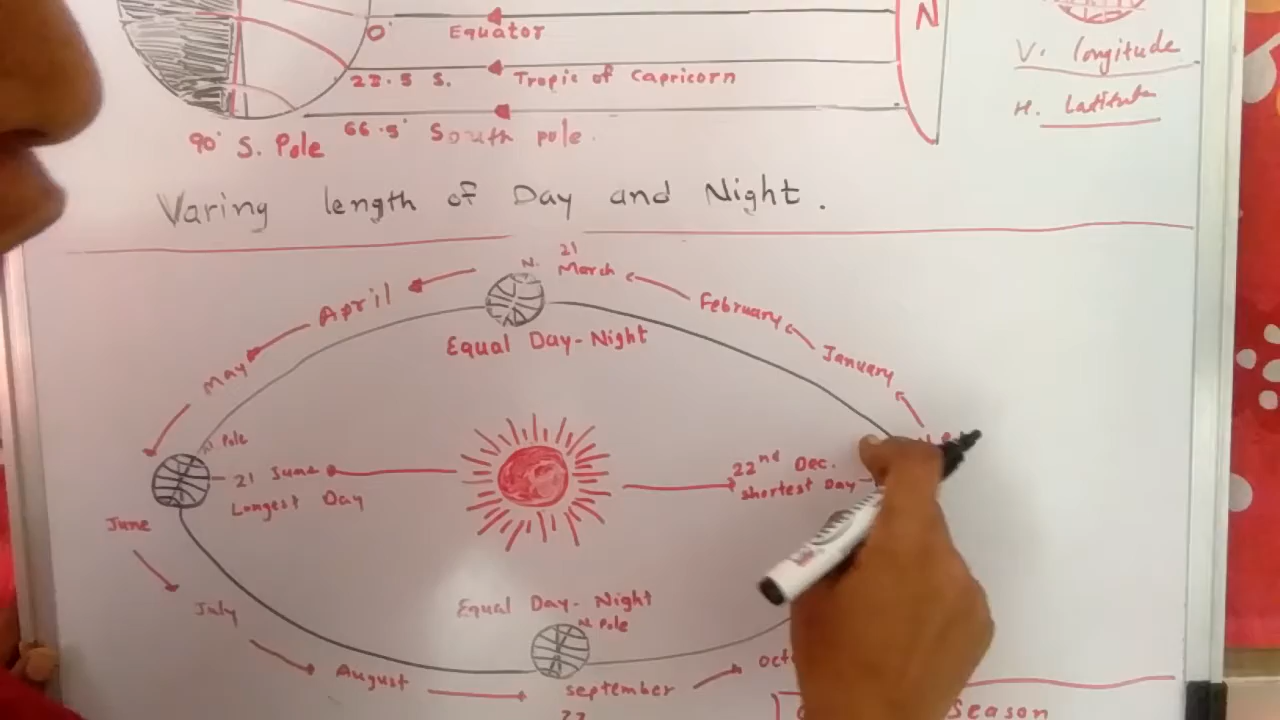 0°
Equator
N
23.5 S.
Tropic of Capricorn
66.5° South pole.
90° S. Pole
V. longitude
H.
Varing length of Day and Night.
21
N. March
April
February
Equal Day-Night
January
May
N. Pole
21 June
Longest Day
22nd Dec.
shortest Day
June
July
Equal Day-Night
N. Pole
August
september
22
Season